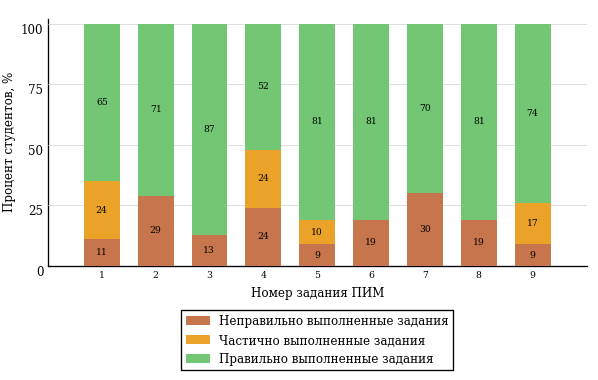 Процент студентов, %
100
75
50
25
0
65 71 87 52 81 81 70 81 74
24 24 10 17
11 29 13 24 9 19 30 19 9
1 2 3 4 5 6 7 8 9
Номер задания ПИМ
Неправильно выполненные задания
Частично выполненные задания
Правильно выполненные задания